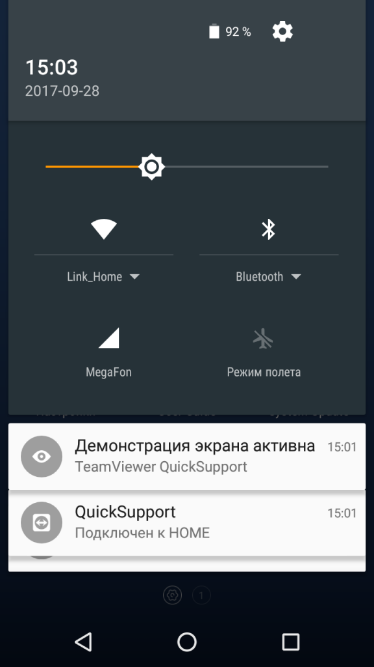 92 %
15:03
2017-09-28
Link_Home
Bluetooth
MegaFon
Режим полета
Демонстрация экрана активна 15:01
TeamViewer QuickSupport
QuickSupport 15:01
Подключен к HOME
1